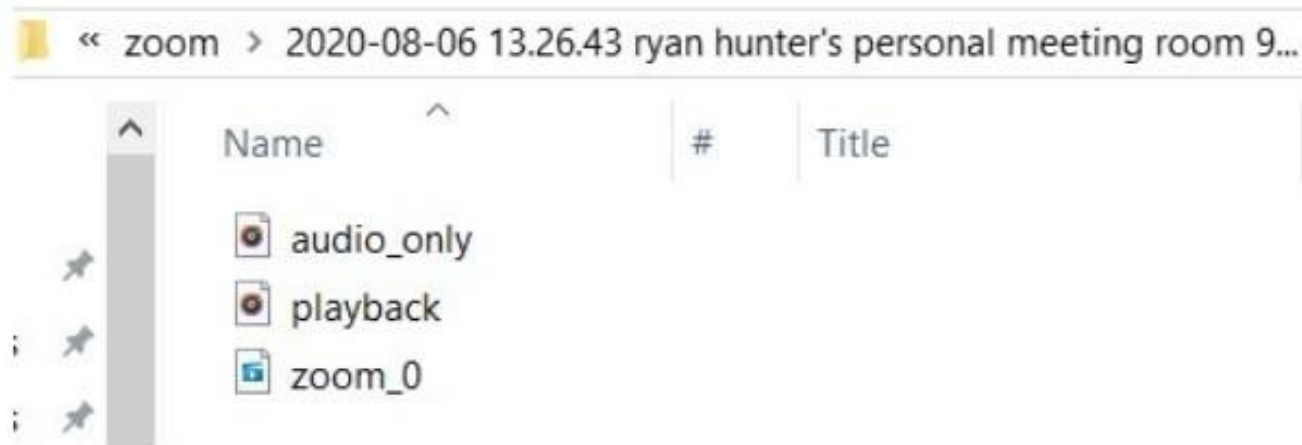 « zoom > 2020-08-06 13.26.43 ryan hunter's personal meeting room 9...
Name # Title
audio_only
playback
s zoom_0
s